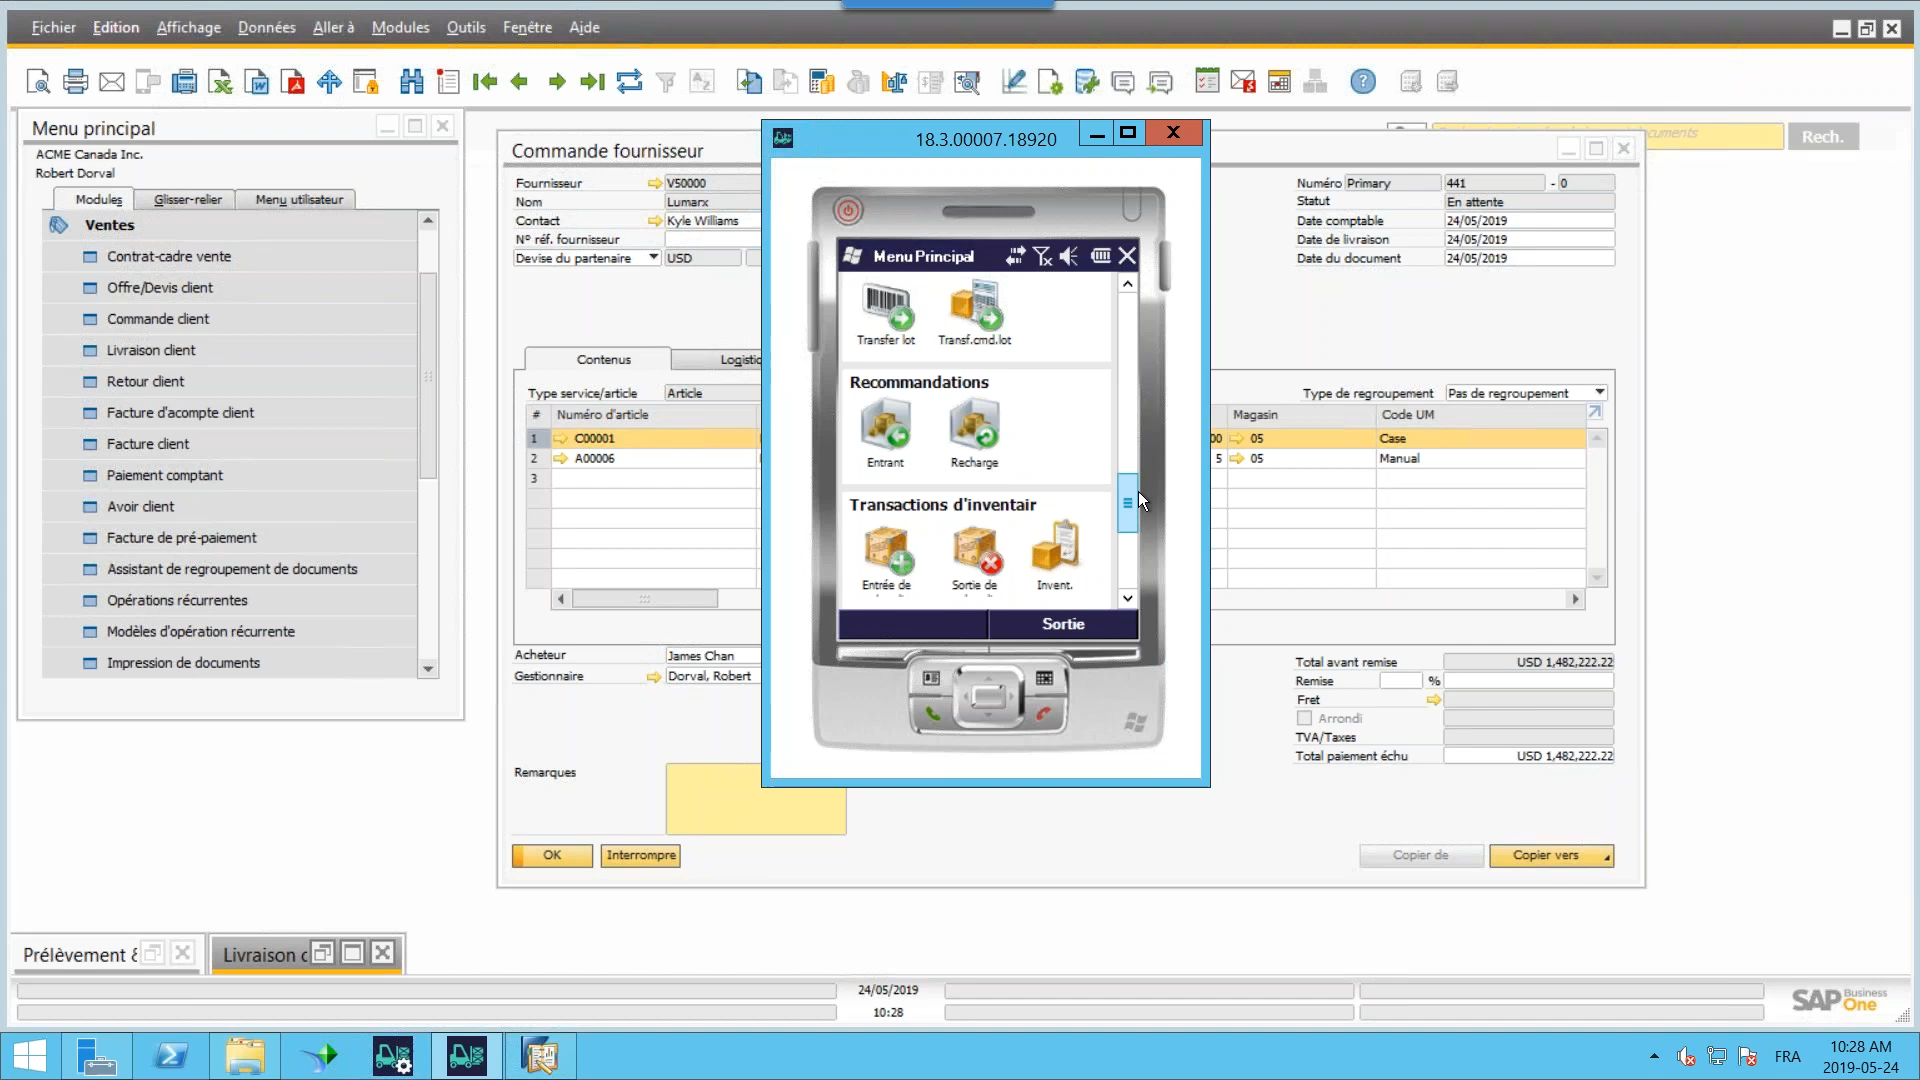 Fichier Edition Affichage Données Aller à Modules Outils Fenêtre Aide
Menu principal
ACME Canada Inc.
Robert Dorval
Modules Glisser-relier Menu utilisateur
Ventes
Contrat-cadre vente
Offre/Devis client
Commande client
Livraison client
Retour client
Facture d'acompte client
Facture client
Paiement comptant
Avoir client
Facture de pré-paiement
Assistant de regroupement de documents
Opérations récurrentes
Modèles d'opération récurrente
Impression de documents
Rech.
Commande fournisseur
Fournisseur V50000
Nom Lumarx
Contact Kyle Williams
N° réf. fournisseur
Devise du partenaire USD
Numéro Primary 441 - 0
Statut En attente
Date comptable 24/05/2019
Date de livraison 24/05/2019
Date du document 24/05/2019
Contenus
Type service/article Article
Type de regroupement Pas de regroupement
# Numéro d'article Magasin Code UM
1 C00001 00 05 Case
2 A00006 5 05 Manual
3
Acheteur James Chan
Gestionnaire Dorval, Robert
Total avant remise USD 1,482,222.22
Remise %
Fret
Arrondi
TVA/Taxes
Total paiement échu USD 1,482,222.22
Remarques
OK Interrompre Copier de Copier vers
18.3.00007.18920
Menu Principal
Transfer lot Transf.cmd.lot
Recommandations
Entrant Recharge
Transactions d'inventair
Entrée de Sortie de Invent.
Sortie
Prélèvement & Livraison c
24/05/2019
10:28
SAP Business One
FRA 10:28 AM
2019-05-24